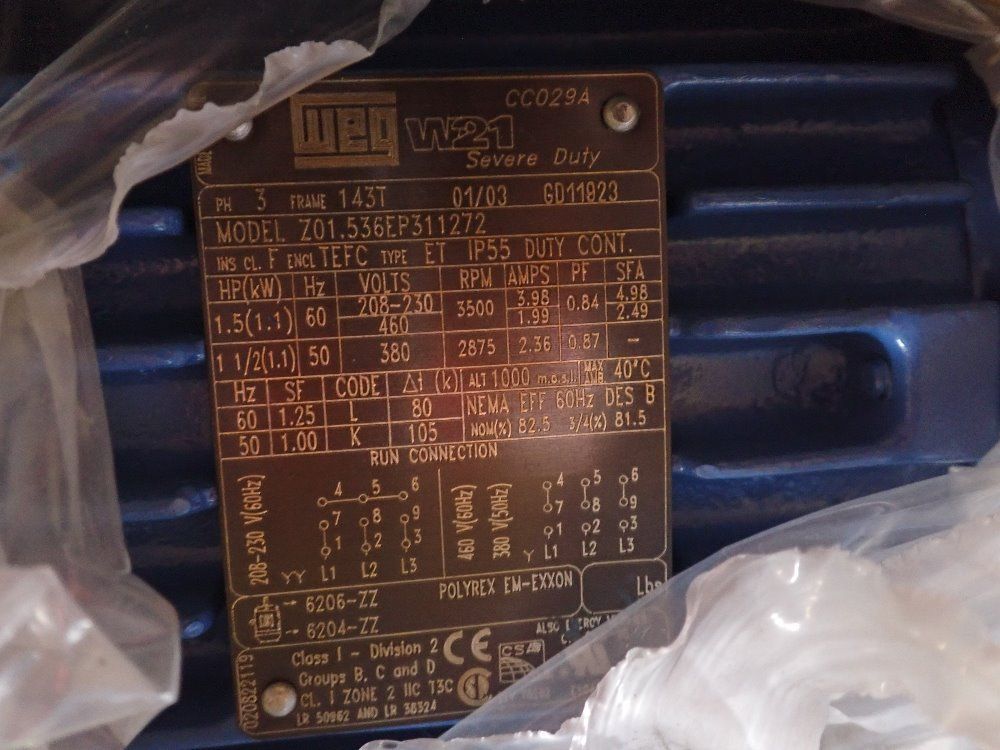 CC029A
WEG W21
Severe Duty
MADE
PH 3 FRAME 143T 01/03 GD11923
MODEL Z01.536EP311272
INS CL. F ENCL TEFC TYPE ET IP55 DUTY CONT.
HP(kW) Hz VOLTS RPM AMPS PF SFA
1.5(1.1) 60 208-230 460 3500 3.98 1.99 0.84 4.98 2.49
1 1/2(1.1) 50 380 2875 2.36 0.87 -
Hz SF CODE Δt (k) ALT 1000 m.a.s.l. MAX AMB 40°C
60 1.25 L 80 NEMA EFF 60Hz DES B
50 1.00 K 105 NOM(%) 82.5 3/4(%) 81.5
RUN CONNECTION
208-230 V(60Hz)
4 5 6
7 8 9
1 2 3
YY L1 L2 L3
460 V(60Hz)
380 V(50Hz)
4 5 6
7 8 9
1 2 3
Y L1 L2 L3
6206-ZZ
6204-ZZ
POLYREX EM-EXXON
Lbs
020822119
Class I - Division 2
Groups B, C and D
CL. I ZONE 2 IIC T3C
LR 50962 AND LR 38324
CE
CSA